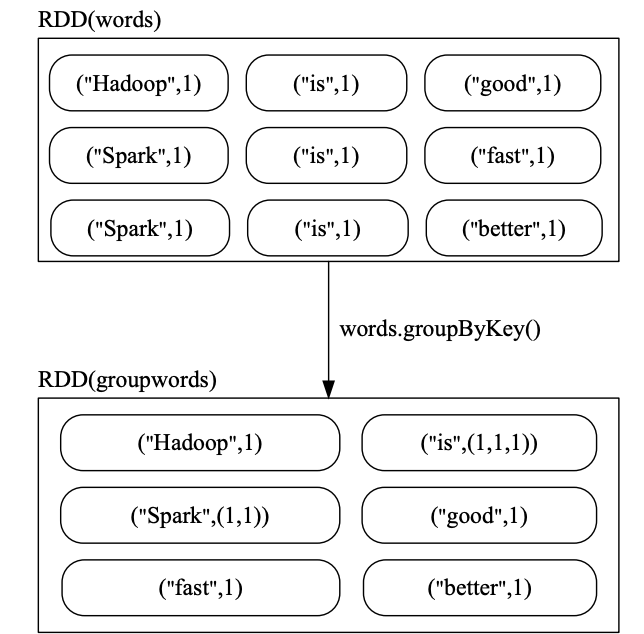 RDD(words)
("Hadoop",1) ("is",1) ("good",1)
("Spark",1) ("is",1) ("fast",1)
("Spark",1) ("is",1) ("better",1)
words.groupByKey()
RDD(groupwords)
("Hadoop",1) ("is",(1,1,1))
("Spark",(1,1)) ("good",1)
("fast",1) ("better",1)